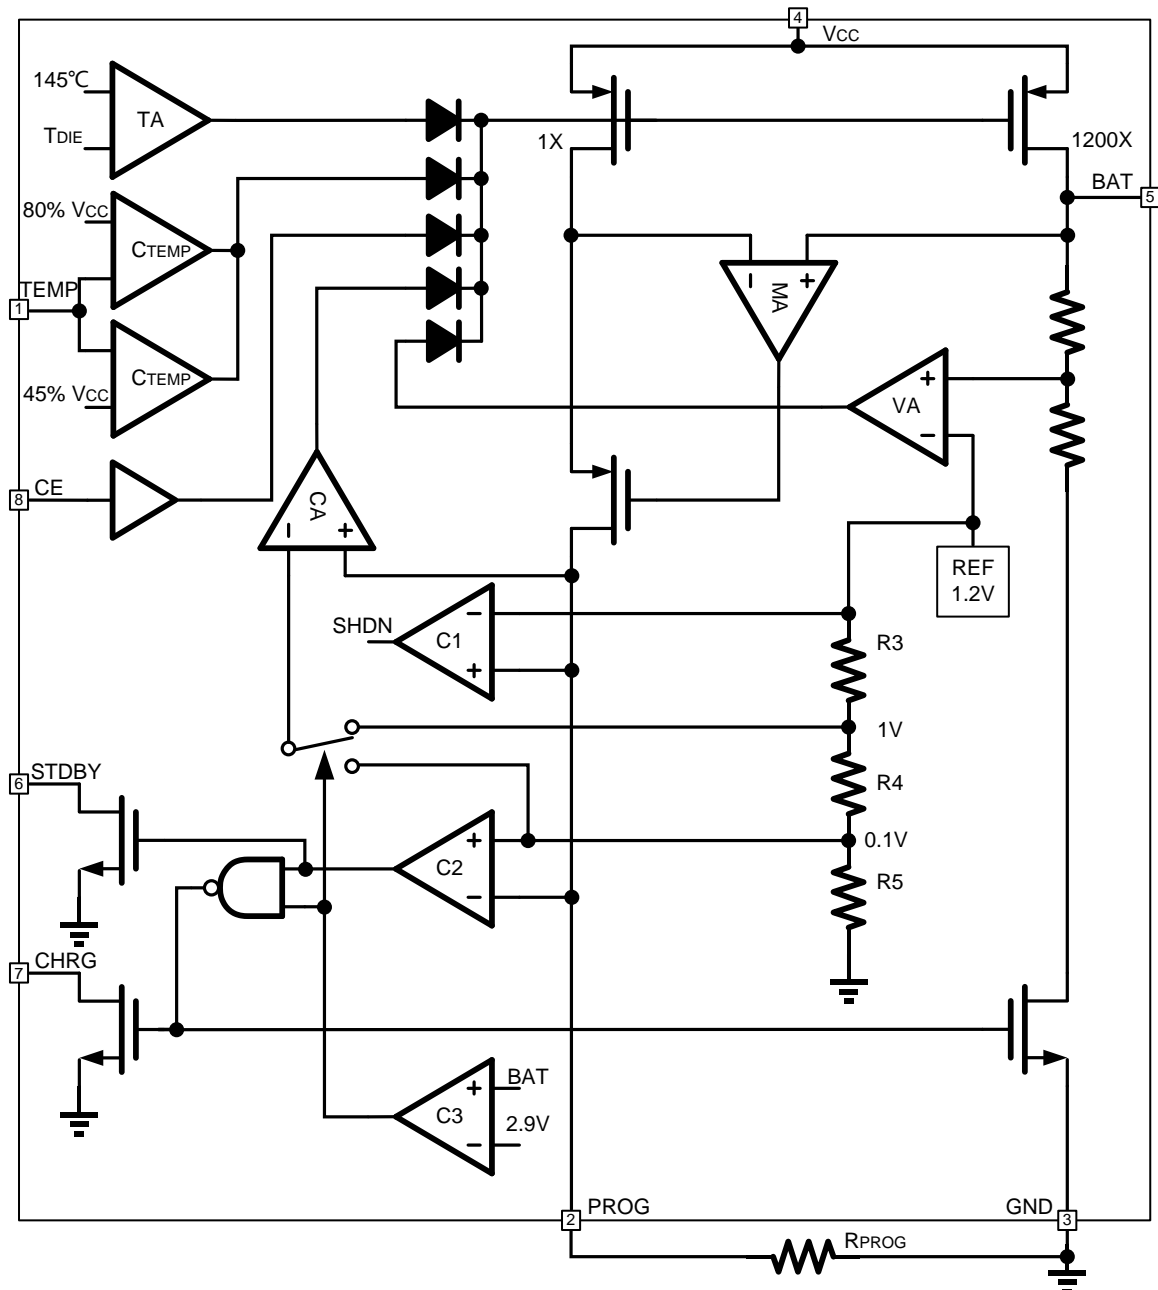 4
VCC
145℃
TDIE
TA
1X
1200X
BAT
5
80% VCC
CTEMP
TEMP
1
- +
MA
CTEMP
45% VCC
+
VA
−
8
CE
CA
- +
REF
1.2V
SHDN
−
C1
+
R3
1V
6
STDBY
R4
+
0.1V
C2
−
R5
7
CHRG
+
BAT
C3
2.9V
−
2
PROG
GND
3
RPROG